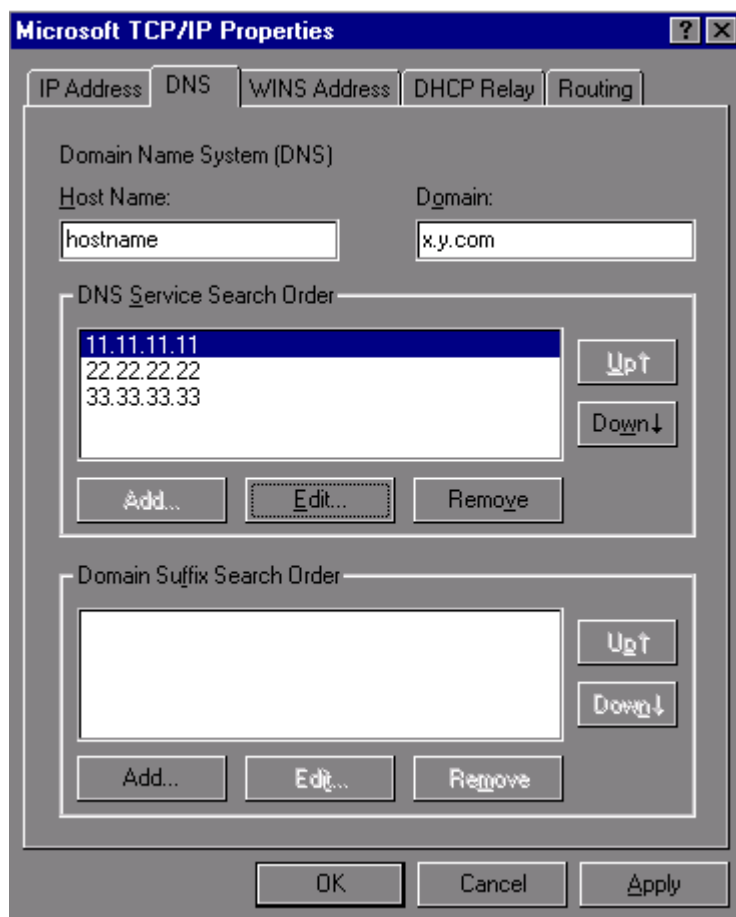 Microsoft TCP/IP Properties
IP Address DNS WINS Address DHCP Relay Routing
Domain Name System (DNS)
Host Name: Domain:
hostname x.y.com
DNS Service Search Order
11.11.11.11
22.22.22.22
33.33.33.33
Up↑
Down↓
Add... Edit... Remove
Domain Suffix Search Order
Up↑
Down↓
Add... Edit... Remove
OK Cancel Apply